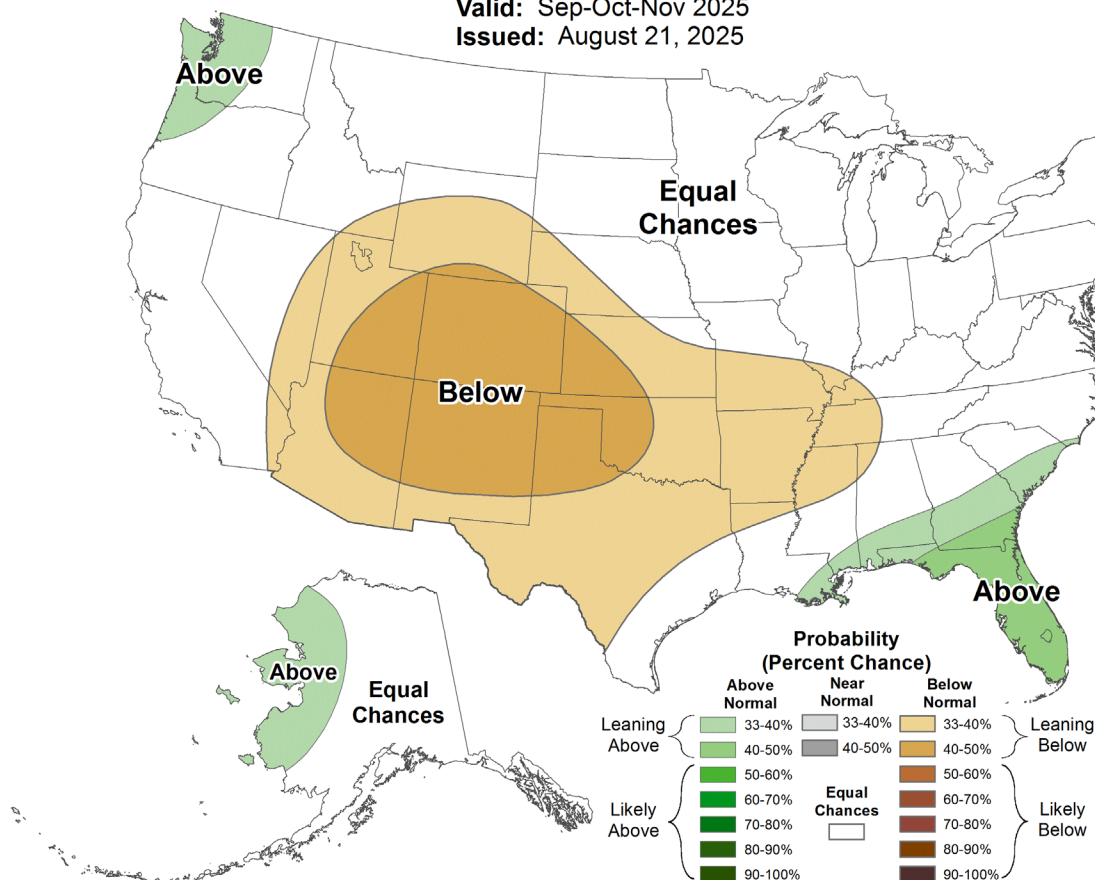 Valid: Sep-Oct-Nov 2025
Issued: August 21, 2025
Above
Equal
Chances
Below
Above
Above
Equal
Chances
Probability
(Percent Chance)
Above
Normal
Near
Normal
Below
Normal
Leaning
Above
33-40%
40-50%
33-40%
40-50%
33-40%
40-50%
Leaning
Below
Likely
Above
50-60%
60-70%
70-80%
80-90%
90-100%
Equal
Chances
50-60%
60-70%
70-80%
80-90%
90-100%
Likely
Below